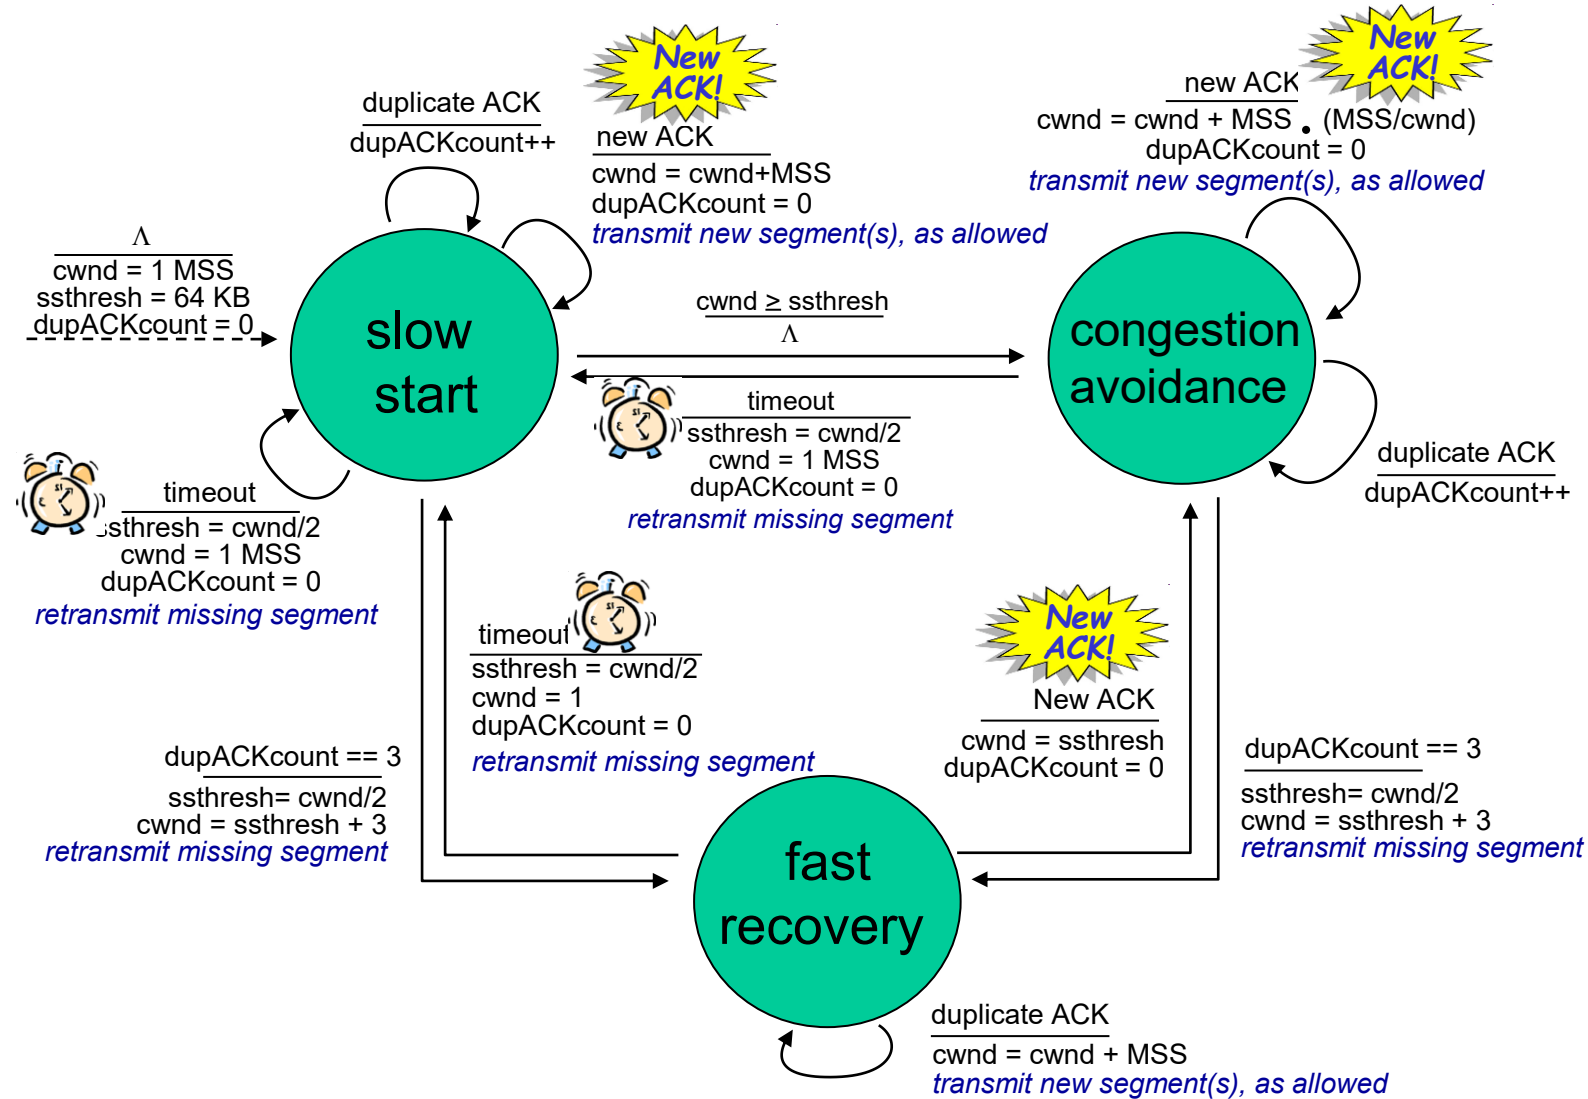 New
ACK!
duplicate ACK
dupACKcount++
new ACK
cwnd = cwnd+MSS
dupACKcount = 0
transmit new segment(s), as allowed
New
ACK!
new ACK
cwnd = cwnd + MSS • (MSS/cwnd)
dupACKcount = 0
transmit new segment(s), as allowed
Λ
cwnd = 1 MSS
ssthresh = 64 KB
dupACKcount = 0
slow
start
cwnd ≥ ssthresh
Λ
congestion
avoidance
timeout
ssthresh = cwnd/2
cwnd = 1 MSS
dupACKcount = 0
retransmit missing segment
duplicate ACK
dupACKcount++
timeout
ssthresh = cwnd/2
cwnd = 1 MSS
dupACKcount = 0
retransmit missing segment
timeout
ssthresh = cwnd/2
cwnd = 1
dupACKcount = 0
retransmit missing segment
New
ACK!
New ACK
cwnd = ssthresh
dupACKcount = 0
dupACKcount == 3
ssthresh= cwnd/2
cwnd = ssthresh + 3
retransmit missing segment
dupACKcount == 3
ssthresh= cwnd/2
cwnd = ssthresh + 3
retransmit missing segment
fast
recovery
duplicate ACK
cwnd = cwnd + MSS
transmit new segment(s), as allowed